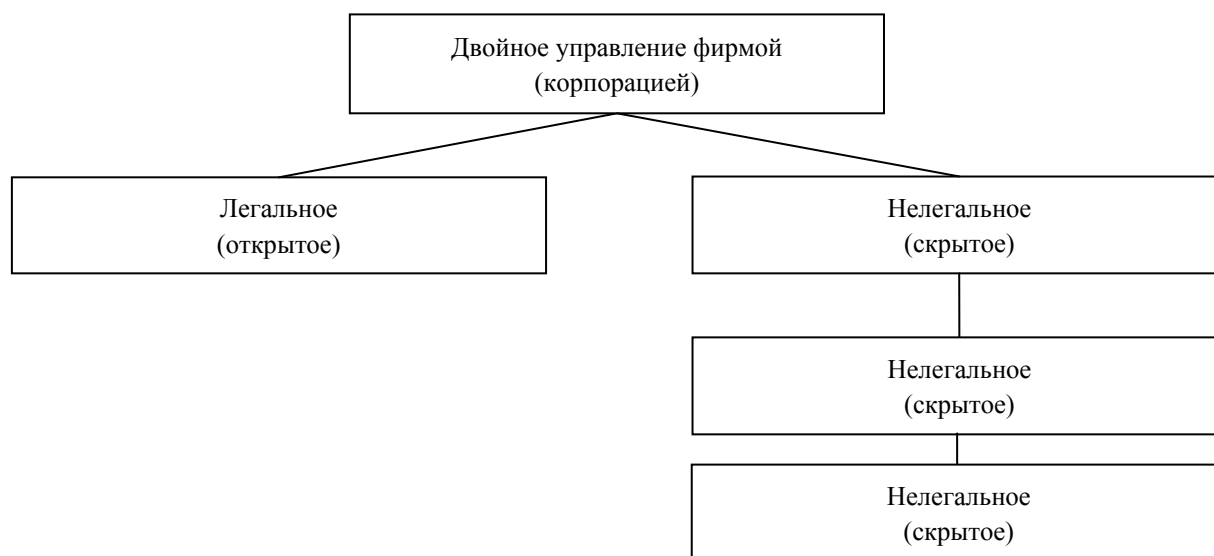 Двойное управление фирмой
(корпорацией)
Легальное
(открытое)
Нелегальное
(скрытое)
Нелегальное
(скрытое)
Нелегальное
(скрытое)